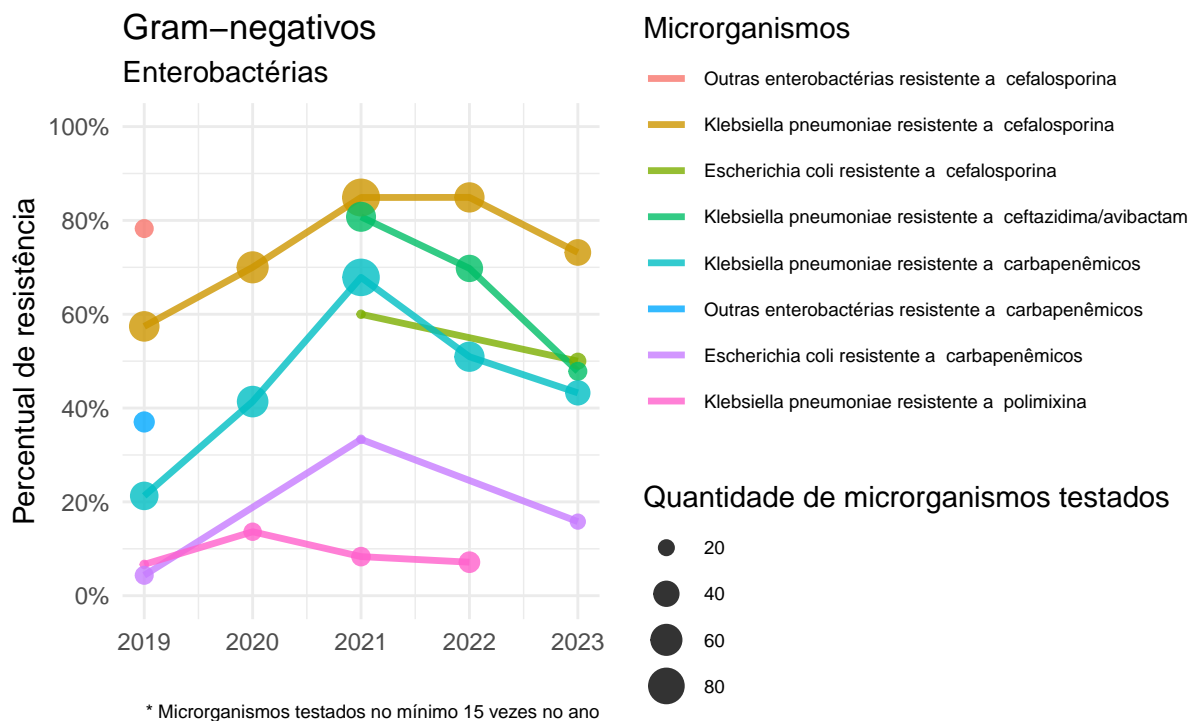 Gram−negativos
Enterobactérias
Percentual de resistência
100%
80%
60%
40%
20%
0%
2019
2020
2021
2022
2023
* Microrganismos testados no mínimo 15 vezes no ano
Microrganismos
Outras enterobactérias resistente a  cefalosporina
Klebsiella pneumoniae resistente a  cefalosporina
Escherichia coli resistente a  cefalosporina
Klebsiella pneumoniae resistente a  ceftazidima/avibactam
Klebsiella pneumoniae resistente a  carbapenêmicos
Outras enterobactérias resistente a  carbapenêmicos
Escherichia coli resistente a  carbapenêmicos
Klebsiella pneumoniae resistente a  polimixina
Quantidade de microrganismos testados
20
40
60
80